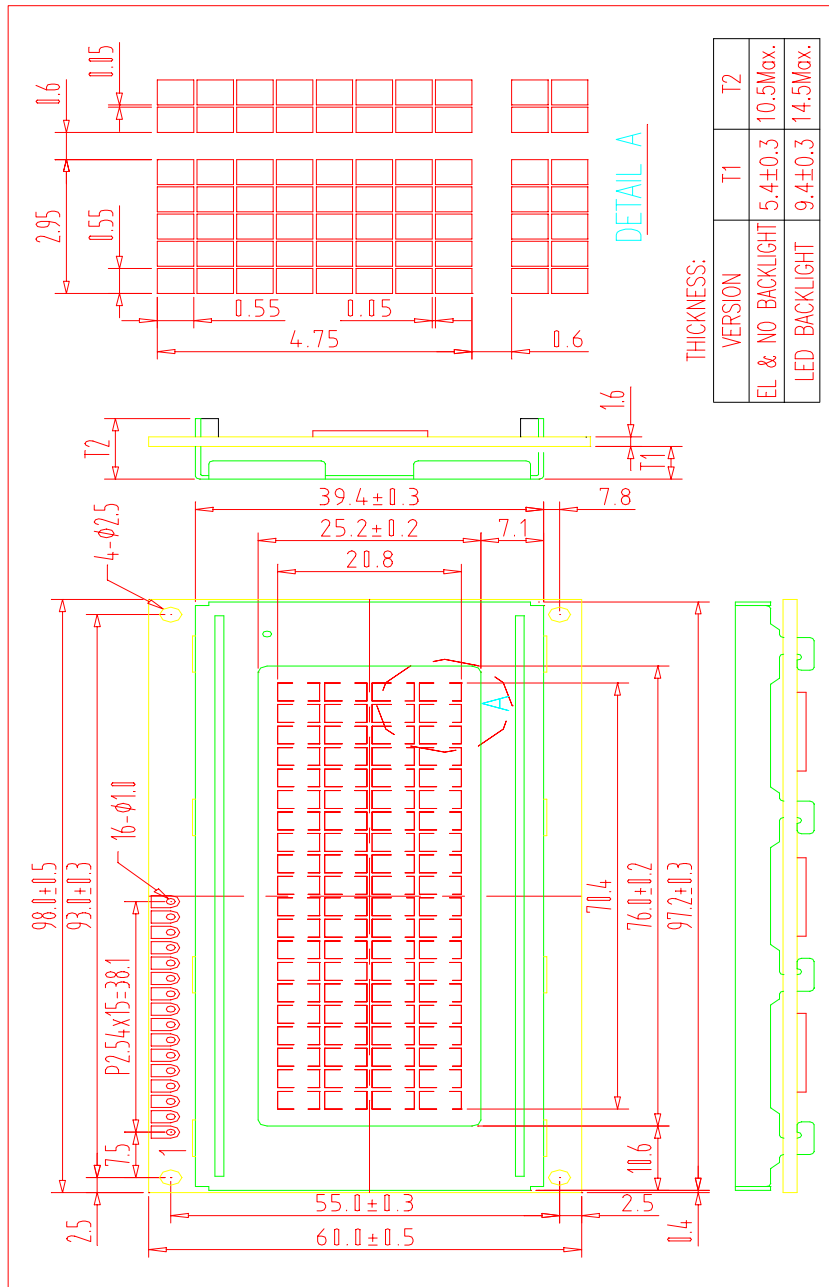 0.05
0.6
2.95
0.55
0.55
0.05
4.75
0.6
DETAIL A
THICKNESS:
VERSION T1 T2
EL & NO BACKLIGHT 5.4±0.3 10.5Max.
LED BACKLIGHT 9.4±0.3 14.5Max.
T2
1.6
T1
39.4±0.3
7.8
25.2±0.2
7.1
20.8
4-ϕ2.5
A
16-ϕ1.0
98.0±0.5
93.0±0.3
P2.54x15=38.1
7.5
1
2.5
70.4
76.0±0.2
97.2±0.3
10.6
55.0±0.3
2.5
60.0±0.5
0.4